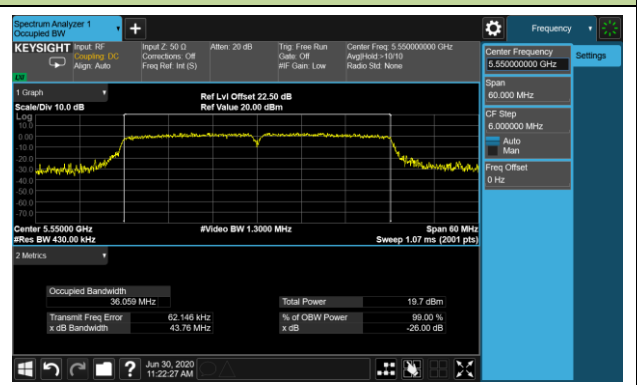 Spectrum Analyzer 1
Occupied BW
Frequency
KEYSIGHT
Input: RF
Coupling: DC
Align: Auto
Input Z: 50 Ω
Corrections: Off
Freq Ref: Int (S)
Atten: 20 dB
Trig: Free Run
Gate: Off
#IF Gain: Low
Center Freq: 5.550000000 GHz
Avg|Hold:>10/10
Radio Std: None
LW
Center Frequency
5.550000000 GHz
Settings
Span
60.000 MHz
CF Step
6.000000 MHz
Auto
Man
Freq Offset
0 Hz
1 Graph
Scale/Div 10.0 dB
Ref Lvl Offset 22.50 dB
Ref Value 20.00 dBm
Log
10.0
0.00
-10.0
-20.0
-30.0
-40.0
-50.0
-60.0
-70.0
Center 5.55000 GHz
#Res BW 430.00 kHz
#Video BW 1.3000 MHz
Span 60 MHz
Sweep 1.07 ms (2001 pts)
2 Metrics
Occupied Bandwidth
36.059 MHz
Total Power 19.7 dBm
Transmit Freq Error 62.146 kHz
% of OBW Power 99.00 %
x dB Bandwidth 43.76 MHz
x dB -26.00 dB
Jun 30, 2020
11:22:27 AM